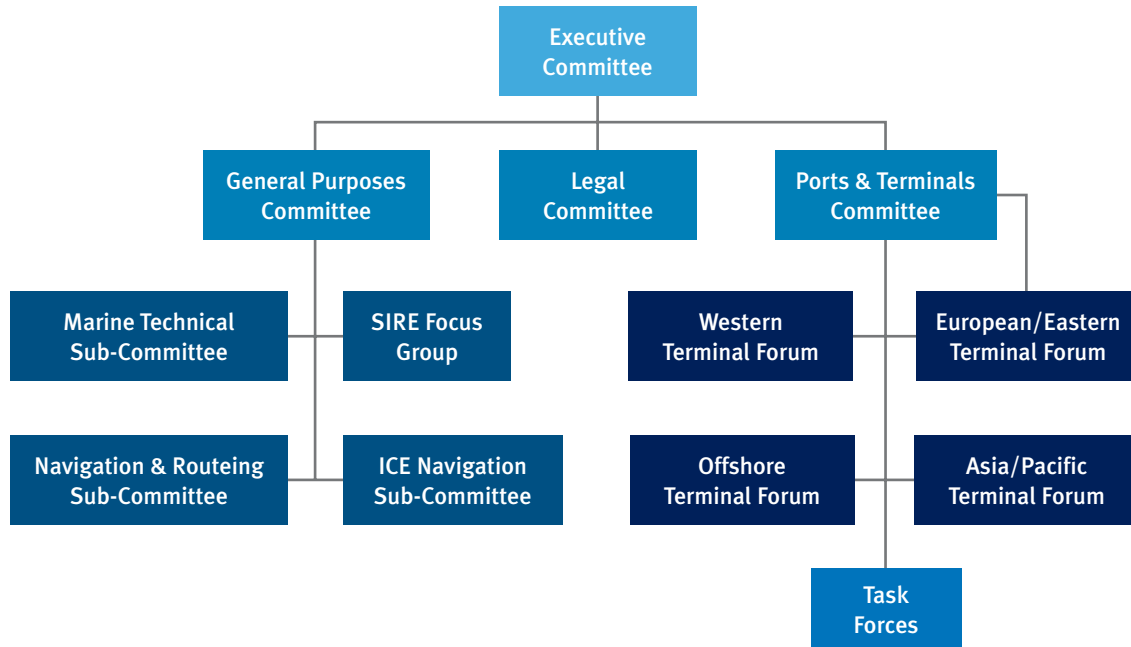 Executive
Committee
General Purposes
Committee
Legal
Committee
Ports & Terminals
Committee
Marine Technical
Sub-Committee
SIRE Focus
Group
Western
Terminal Forum
European/Eastern
Terminal Forum
Navigation & Routeing
Sub-Committee
ICE Navigation
Sub-Committee
Offshore
Terminal Forum
Asia/Pacific
Terminal Forum
Task
Forces